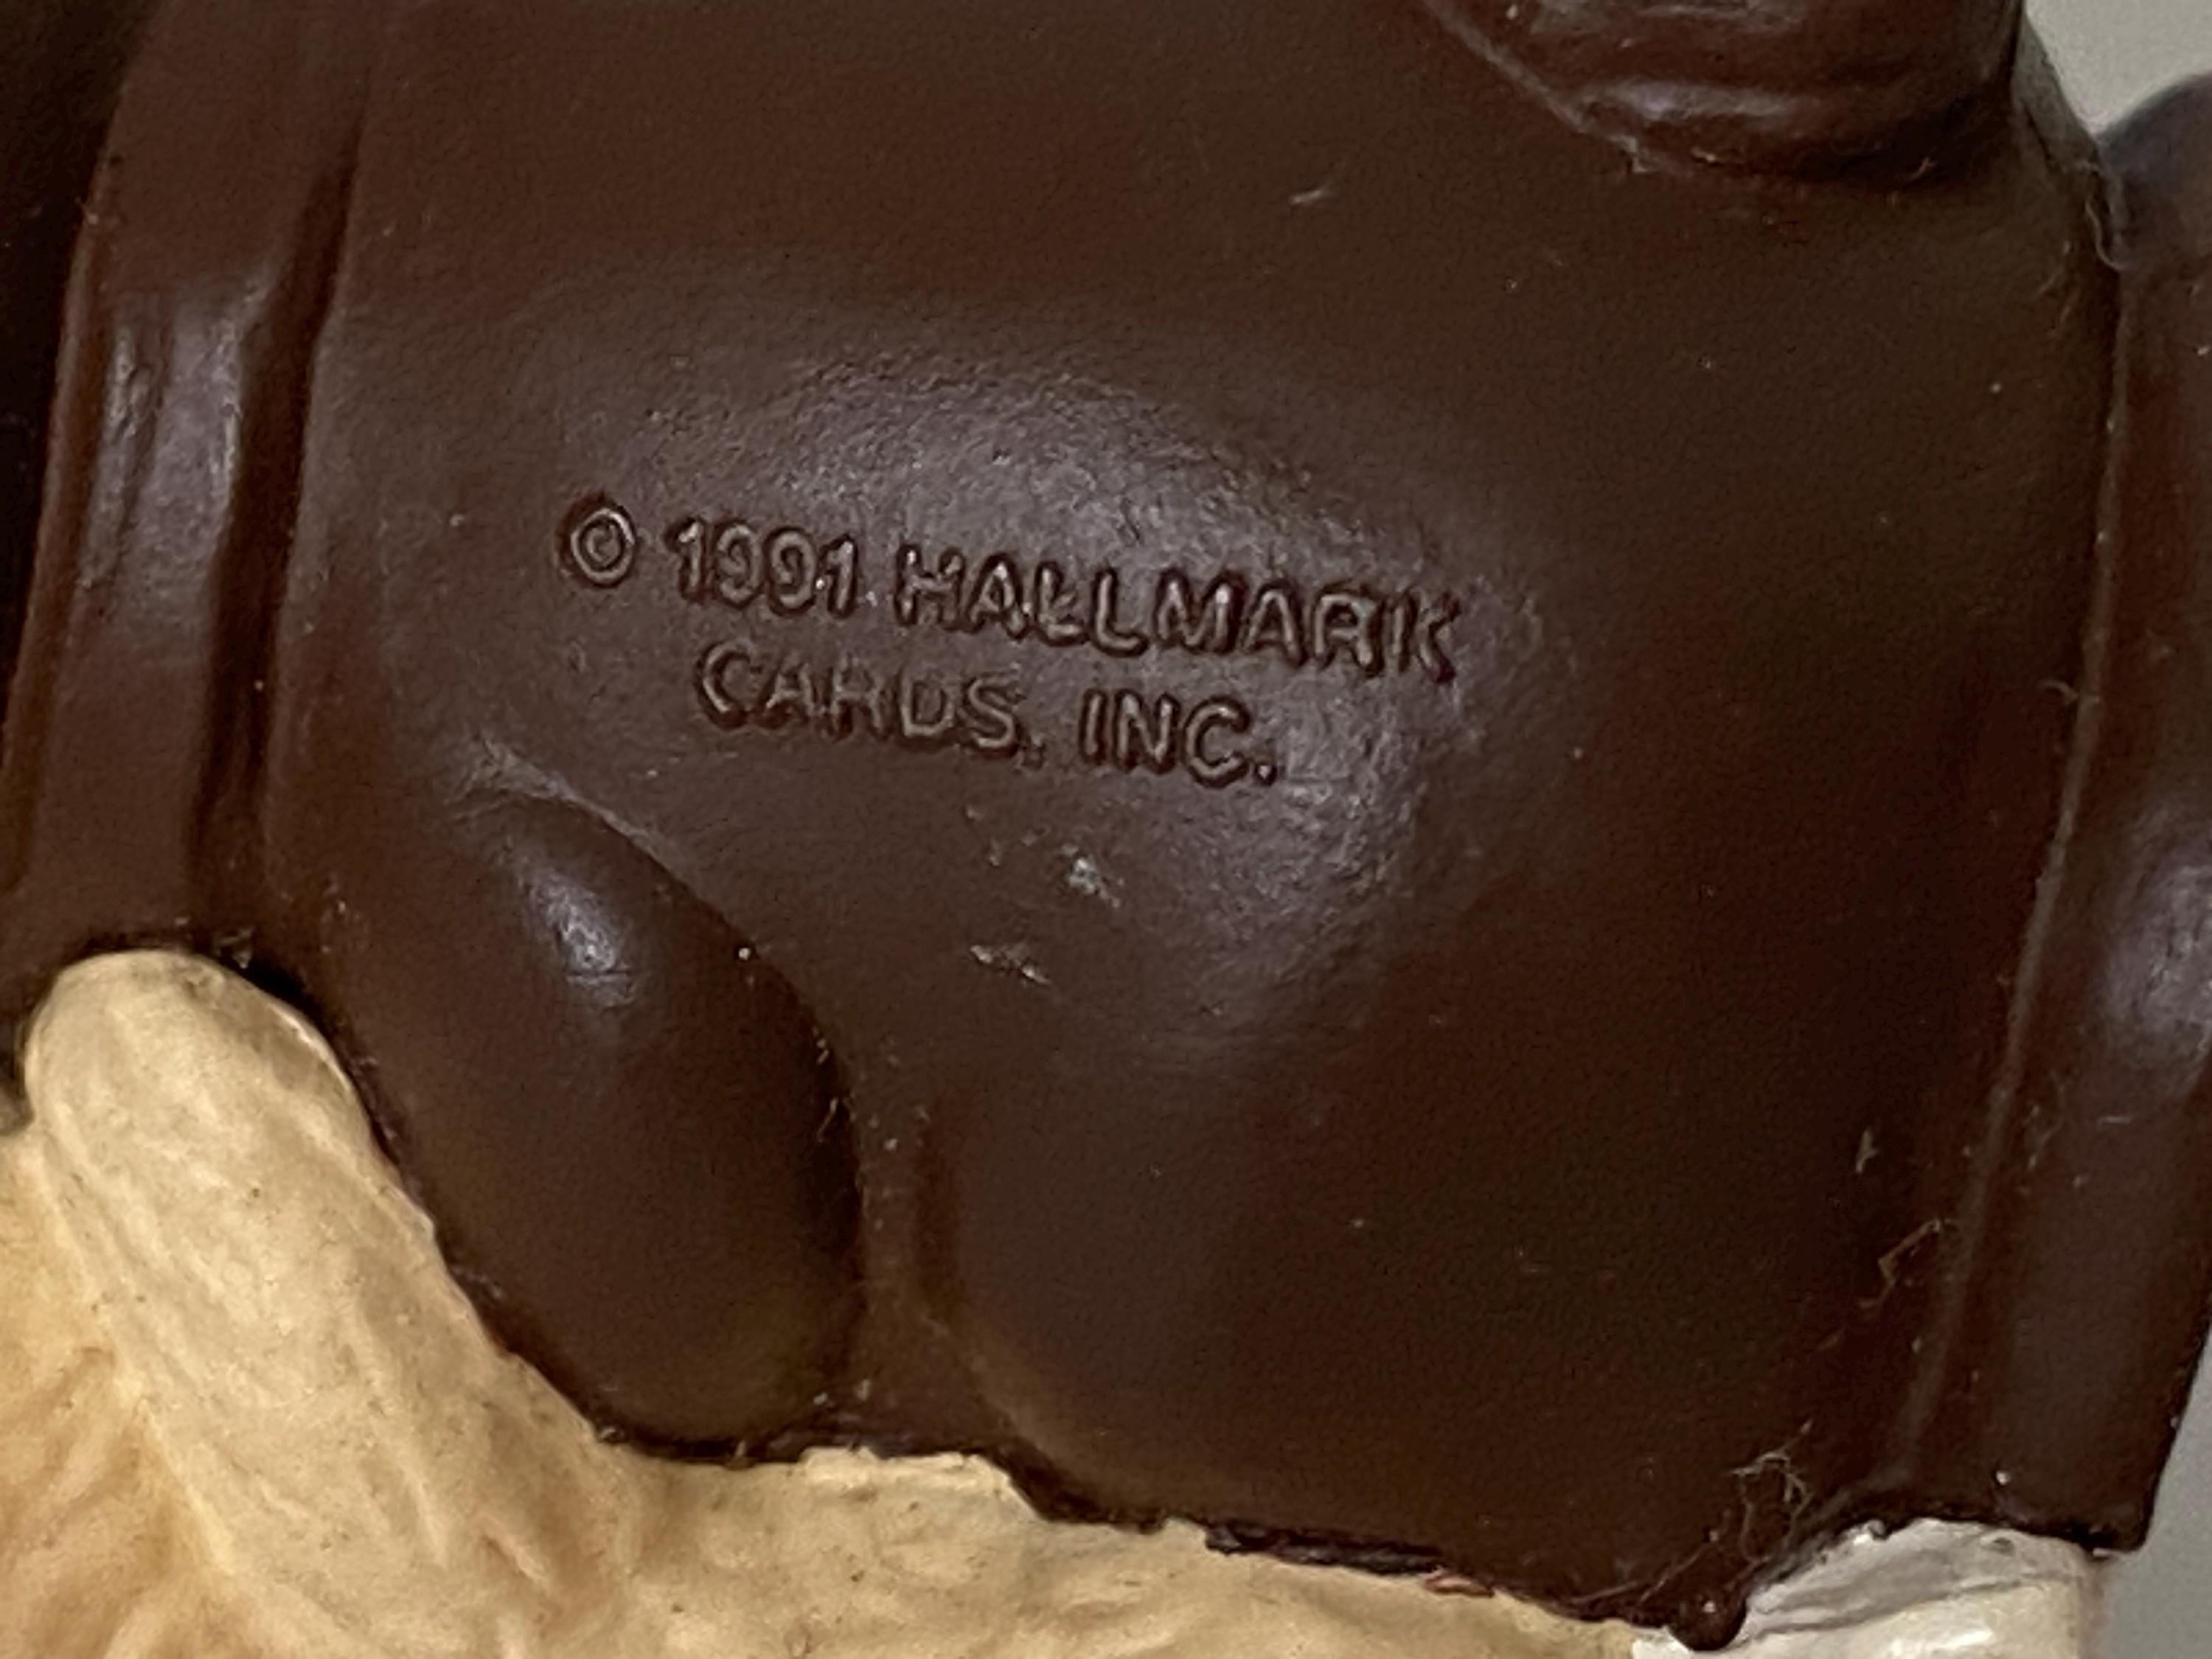 © 1991 HALLMARK
CARDS, INC.